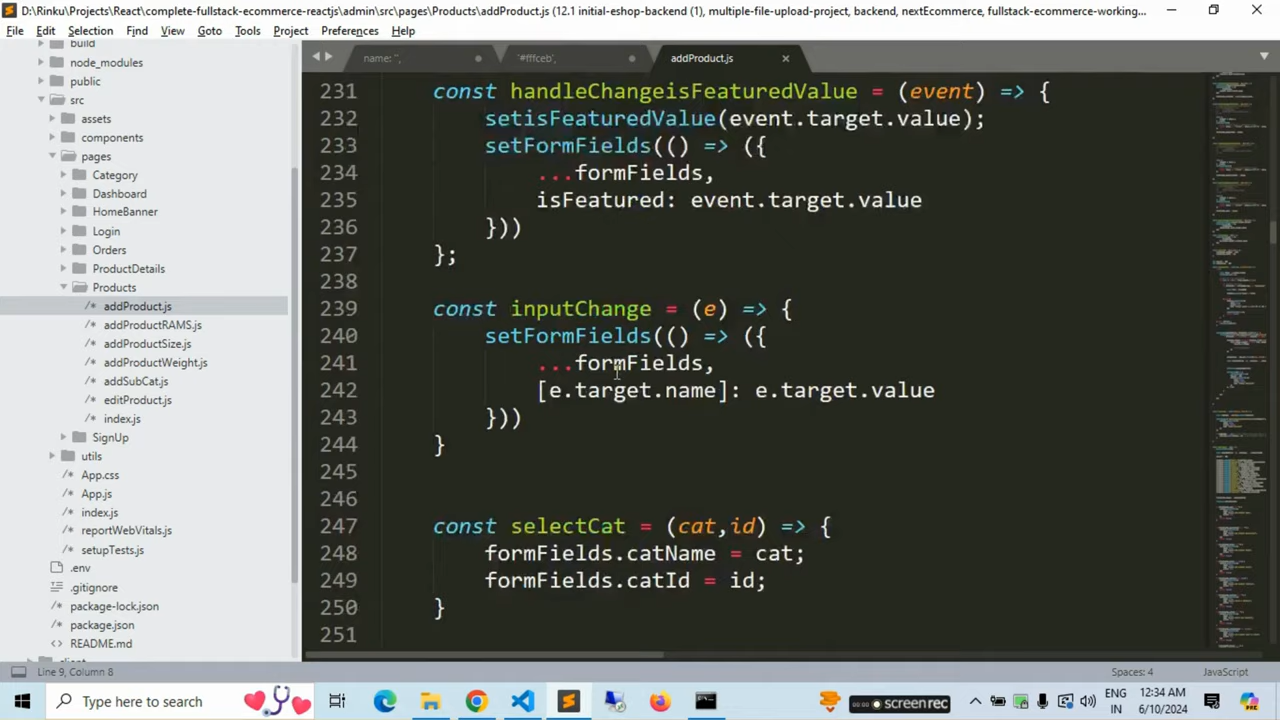 D:\Rinku\Projects\React\complete-fullstack-ecommerce-reactjs\admin\src\pages\Products\addProduct.js (12.1 initial-eshop-backend (1), multiple-file-upload-project, backend, nextEcommerce, fullstack-ecommerce-working...
File Edit Selection Find View Goto Tools Project Preferences Help
build
node_modules
public
src
assets
components
pages
Category
Dashboard
HomeBanner
Login
Orders
ProductDetails
Products
addProduct.js
addProductRAMS.js
addProductSize.js
addProductWeight.js
addSubCat.js
editProduct.js
index.js
SignUp
utils
App.css
App.js
index.js
reportWebVitals.js
setupTests.js
.env
.gitignore
package-lock.json
package.json
README.md
client
name: '',
'#fffceb',
addProduct.js
231 const handleChangeisFeaturedValue = (event) => {
232 setisFeaturedValue(event.target.value);
233 setFormFields(() => ({
234 ...formFields,
235 isFeatured: event.target.value
236 }))
237 };
238
239 const inputChange = (e) => {
240 setFormFields(() => ({
241 ...formFields,
242 [e.target.name]: e.target.value
243 }))
244 }
245
246
247 const selectCat = (cat,id) => {
248 formFields.catName = cat;
249 formFields.catId = id;
250 }
251
Line 9, Column 8
Spaces: 4
JavaScript
Type here to search
screen rec
ENG
IN
12:34 AM
6/10/2024
PRE